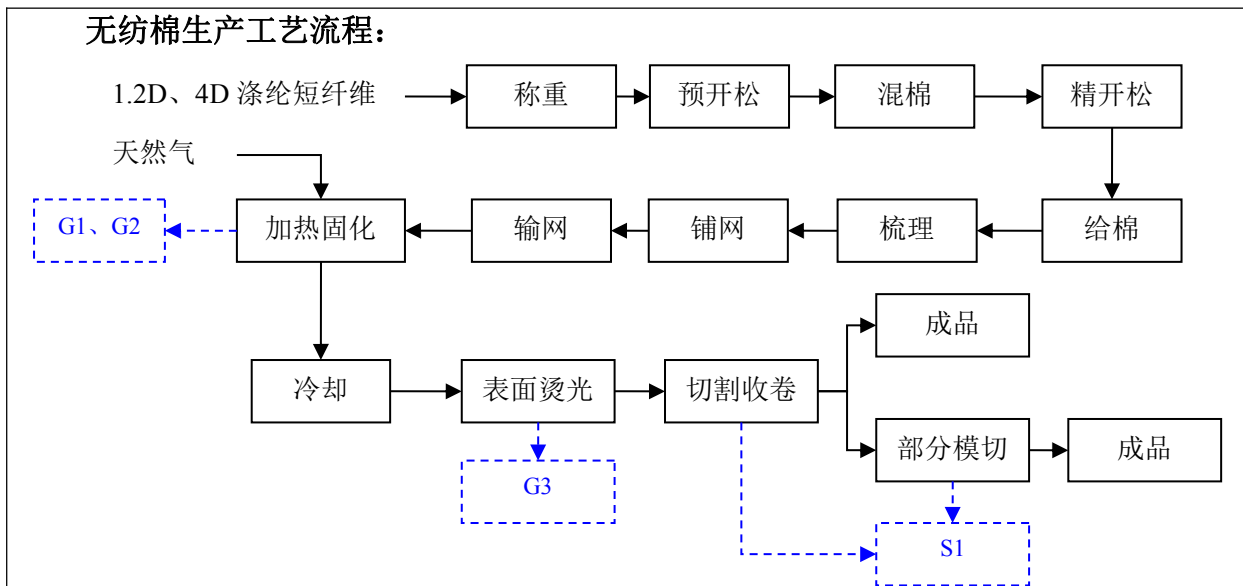 无纺棉生产工艺流程：
1.2D、4D 涤纶短纤维 称重 预开松 混棉 精开松
天然气
G1、G2 加热固化 输网 铺网 梳理 给棉
成品
冷却 表面烫光 切割收卷
部分模切 成品
G3
S1